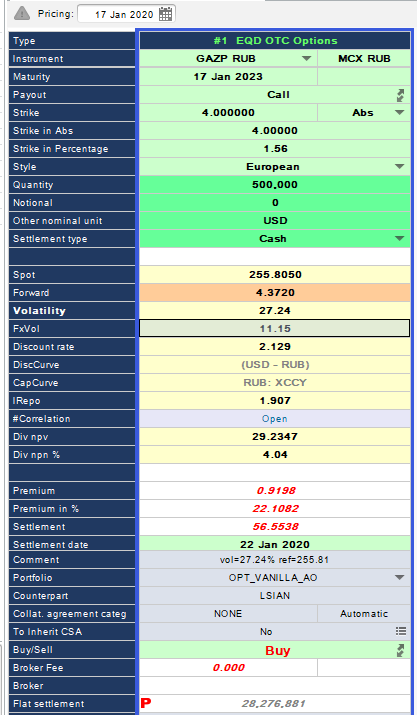 Pricing: 17 Jan 2020
Type #1 EQD OTC Options
Instrument GAZP RUB MCX RUB
Maturity 17 Jan 2023
Payout Call
Strike 4.000000 Abs
Strike in Abs 4.00000
Strike in Percentage 1.56
Style European
Quantity 500,000
Notional 0
Other nominal unit USD
Settlement type Cash
Spot 255.8050
Forward 4.3720
Volatility 27.24
FxVol 11.15
Discount rate 2.129
DiscCurve (USD - RUB)
CapCurve RUB: XCCY
IRepo 1.907
#Correlation Open
Div npv 29.2347
Div npn % 4.04
Premium 0.9198
Premium in % 22.1082
Settlement 56.5538
Settlement date 22 Jan 2020
Comment vol=27.24% ref=255.81
Portfolio OPT_VANILLA_AO
Counterpart LSIAN
Collat. agreement categ NONE Automatic
To Inherit CSA No
Buy/Sell Buy
Broker Fee 0.000
Broker
Flat settlement P 28,276,881